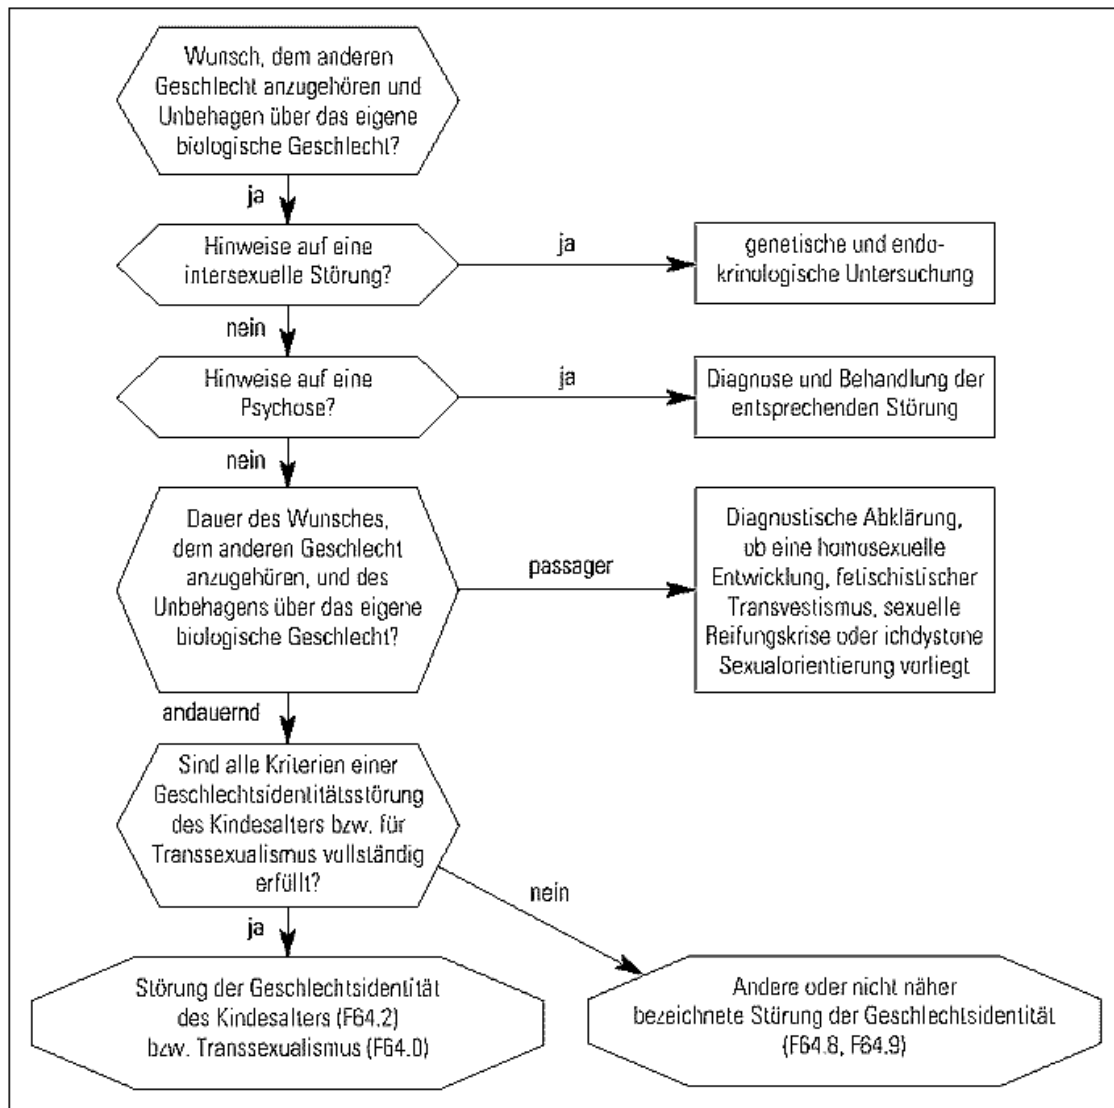 Wunsch, dem anderen
Geschlecht anzugehören und
Unbehagen über das eigene
biologische Geschlecht?
ja
Hinweise auf eine
intersexuelle Störung?
ja
genetische und endo-
krinologische Untersuchung
nein
Hinweise auf eine
Psychose?
ja
Diagnose und Behandlung der
entsprechenden Störung
nein
Dauer des Wunsches,
dem anderen Geschlecht
anzugehören, und des
Unbehagens über das eigene
biologische Geschlecht?
passager
Diagnostische Abklärung,
ob eine homosexuelle
Entwicklung, fetischistischer
Transvestismus, sexuelle
Reifungskrise oder ichdystone
Sexualorientierung vorliegt
andauernd
Sind alle Kriterien einer
Geschlechtsidentitätsstörung
des Kindesalters bzw. für
Transsexualismus vollständig
erfüllt?
nein
ja
Störung der Geschlechtsidentität
des Kindesalters (F64.2)
bzw. Transsexualismus (F64.0)
Andere oder nicht näher
bezeichnete Störung der Geschlechtsidentität
(F64.8, F64.9)